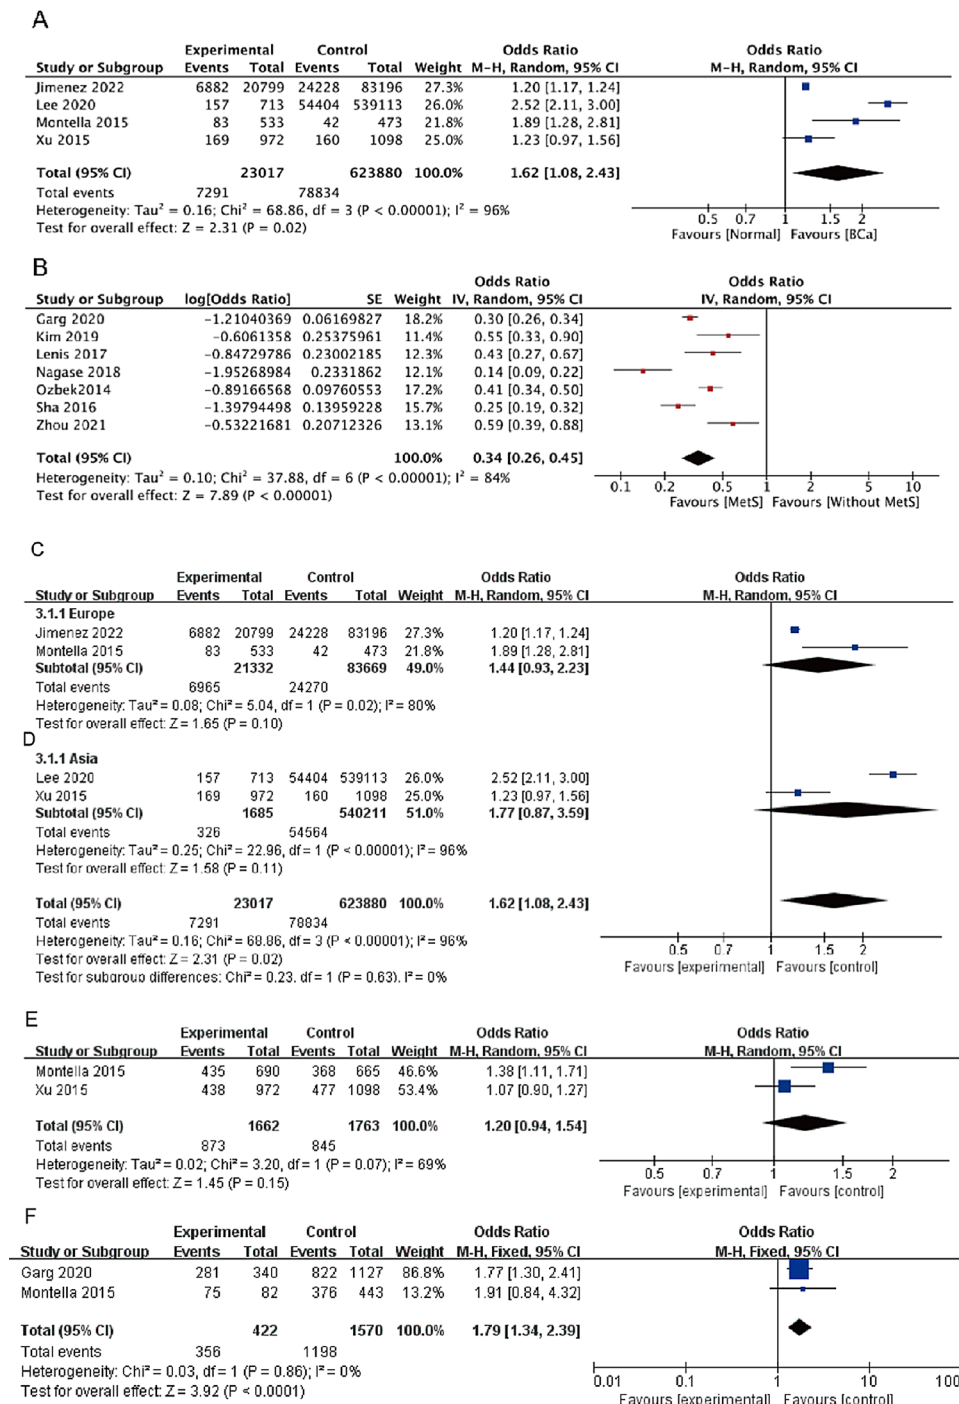 A
Experimental Control Odds Ratio Odds Ratio
Study or Subgroup Events Total Events Total Weight M-H, Random, 95% CI M-H, Random, 95% CI
Jimenez 2022 6882 20799 24228 83196 27.3% 1.20 [1.17, 1.24]
Lee 2020 157 713 54404 539113 26.0% 2.52 [2.11, 3.00]
Montella 2015 83 533 42 473 21.8% 1.89 [1.28, 2.81]
Xu 2015 169 972 160 1098 25.0% 1.23 [0.97, 1.56]
Total (95% CI) 23017 623880 100.0% 1.62 [1.08, 2.43]
Total events 7291 78834
Heterogeneity: Tau² = 0.16; Chi² = 68.86, df = 3 (P < 0.00001); I² = 96%
Test for overall effect: Z = 2.31 (P = 0.02)
0.5 0.7 1 1.5 2
Favours [Normal] Favours [BCa]
B
Odds Ratio Odds Ratio
Study or Subgroup log[Odds Ratio] SE Weight IV, Random, 95% CI IV, Random, 95% CI
Garg 2020 -1.21040369 0.06169827 18.2% 0.30 [0.26, 0.34]
Kim 2019 -0.6061358 0.25375961 11.4% 0.55 [0.33, 0.90]
Lenis 2017 -0.84729786 0.23002185 12.3% 0.43 [0.27, 0.67]
Nagase 2018 -1.95268984 0.2331862 12.1% 0.14 [0.09, 0.22]
Ozbek2014 -0.89166568 0.09760553 17.2% 0.41 [0.34, 0.50]
Sha 2016 -1.39794498 0.13959228 15.7% 0.25 [0.19, 0.32]
Zhou 2021 -0.53221681 0.20712326 13.1% 0.59 [0.39, 0.88]
Total (95% CI) 100.0% 0.34 [0.26, 0.45]
Heterogeneity: Tau² = 0.10; Chi² = 37.88, df = 6 (P < 0.00001); I² = 84%
Test for overall effect: Z = 7.89 (P < 0.00001)
0.1 0.2 0.5 1 2 5 10
Favours [MetS] Favours [Without MetS]
C
Experimental Control Odds Ratio Odds Ratio
Study or Subgroup Events Total Events Total Weight M-H, Random, 95% CI M-H, Random, 95% CI
3.1.1 Europe
Jimenez 2022 6882 20799 24228 83196 27.3% 1.20 [1.17, 1.24]
Montella 2015 83 533 42 473 21.8% 1.89 [1.28, 2.81]
Subtotal (95% CI) 21332 83669 49.0% 1.44 [0.93, 2.23]
Total events 6965 24270
Heterogeneity: Tau² = 0.08; Chi² = 5.04, df = 1 (P = 0.02); I² = 80%
Test for overall effect: Z = 1.65 (P = 0.10)
D
3.1.1 Asia
Lee 2020 157 713 54404 539113 26.0% 2.52 [2.11, 3.00]
Xu 2015 169 972 160 1098 25.0% 1.23 [0.97, 1.56]
Subtotal (95% CI) 1685 540211 51.0% 1.77 [0.87, 3.59]
Total events 326 54564
Heterogeneity: Tau² = 0.25; Chi² = 22.96, df = 1 (P < 0.00001); I² = 96%
Test for overall effect: Z = 1.58 (P = 0.11)
Total (95% CI) 23017 623880 100.0% 1.62 [1.08, 2.43]
Total events 7291 78834
Heterogeneity: Tau² = 0.16; Chi² = 68.86, df = 3 (P < 0.00001); I² = 96%
Test for overall effect: Z = 2.31 (P = 0.02)
Test for subgroup differences: Chi² = 0.23, df = 1 (P = 0.63), I² = 0%
0.5 0.7 1 1.5 2
Favours [experimental] Favours [control]
E
Experimental Control Odds Ratio Odds Ratio
Study or Subgroup Events Total Events Total Weight M-H, Random, 95% CI M-H, Random, 95% CI
Montella 2015 435 690 368 665 46.6% 1.38 [1.11, 1.71]
Xu 2015 438 972 477 1098 53.4% 1.07 [0.90, 1.27]
Total (95% CI) 1662 1763 100.0% 1.20 [0.94, 1.54]
Total events 873 845
Heterogeneity: Tau² = 0.02; Chi² = 3.20, df = 1 (P = 0.07); I² = 69%
Test for overall effect: Z = 1.45 (P = 0.15)
0.5 0.7 1 1.5 2
Favours [experimental] Favours [control]
F
Experimental Control Odds Ratio Odds Ratio
Study or Subgroup Events Total Events Total Weight M-H, Fixed, 95% CI M-H, Fixed, 95% CI
Garg 2020 281 340 822 1127 86.8% 1.77 [1.30, 2.41]
Montella 2015 75 82 376 443 13.2% 1.91 [0.84, 4.32]
Total (95% CI) 422 1570 100.0% 1.79 [1.34, 2.39]
Total events 356 1198
Heterogeneity: Chi² = 0.03, df = 1 (P = 0.86); I² = 0%
Test for overall effect: Z = 3.92 (P < 0.0001)
0.01 0.1 1 10 100
Favours [experimental] Favours [control]